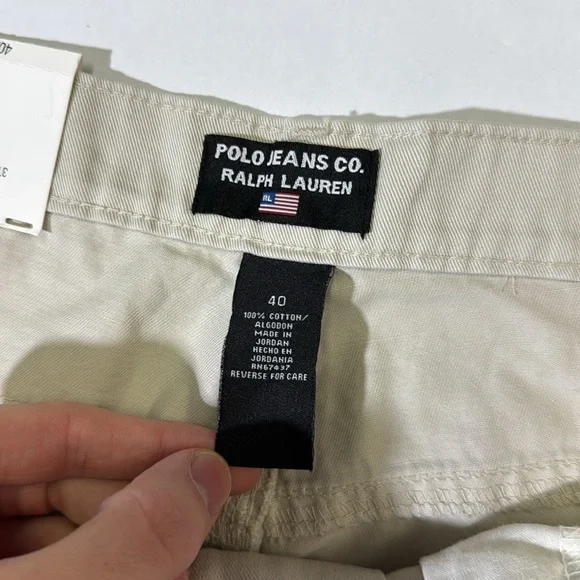 40
POLO JEANS CO.
RALPH LAUREN
RL
40
100% COTTON/
ALGODON
MADE IN
JORDAN
HECHO EN
JORDANIA
RN67437
REVERSE FOR CARE